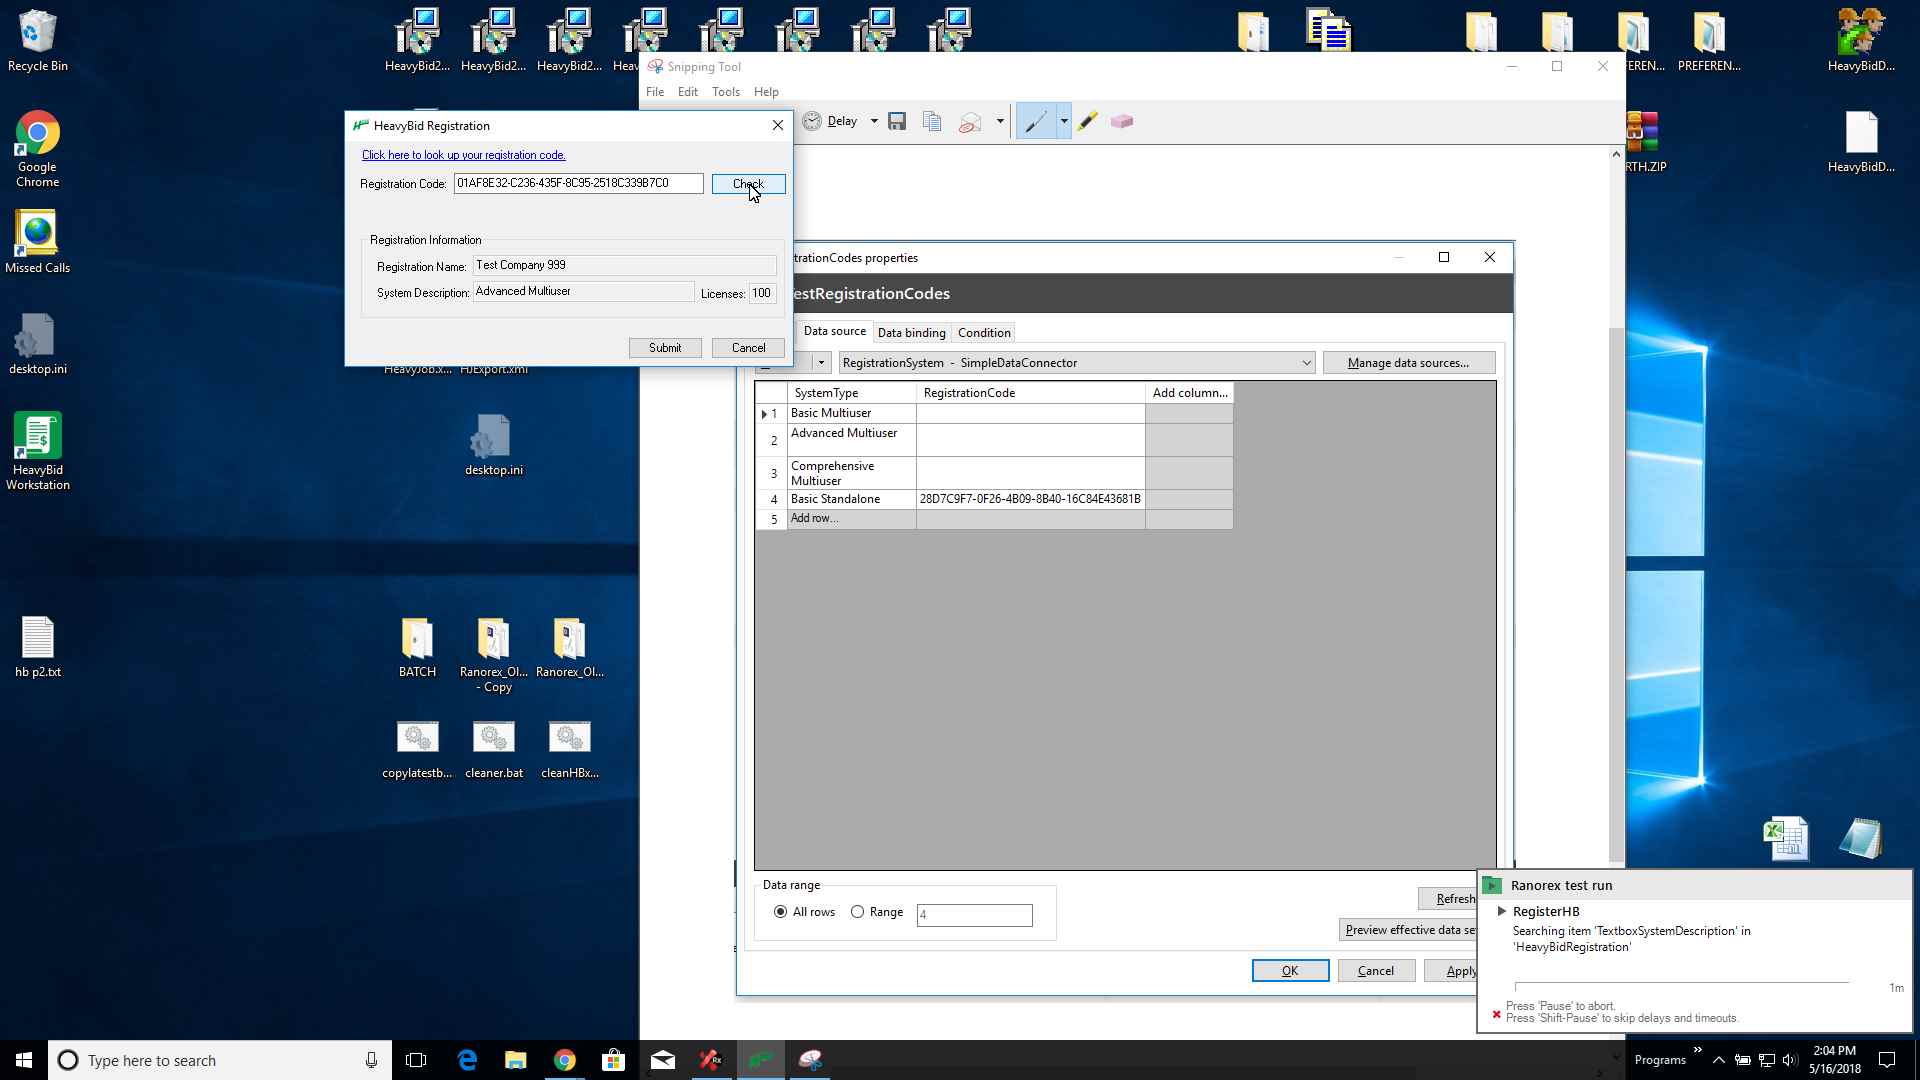 Recycle Bin
HeavyBid2...
HeavyBid2...
HeavyBid2...
FEREN...
PREFEREN...
HeavyBidD...
Snipping Tool
File Edit Tools Help
Delay
HeavyBid Registration
Click here to look up your registration code.
Registration Code: 01AF8E32-C236-435F-8C95-2518C339B7C0 Check
Registration Information
Registration Name: Test Company 999
System Description: Advanced Multiuser Licenses: 100
Submit Cancel
Google
Chrome
Missed Calls
desktop.ini
HeavyBid
Workstation
hb p2.txt
HeavyJob.x...
HJExport.xml
desktop.ini
BATCH
Ranorex_Ol...
- Copy
Ranorex_Ol...
copylatestb...
cleaner.bat
cleanHBx...
RTH.ZIP
HeavyBidD...
trationCodes properties
estRegistrationCodes
Data source Data binding Condition
RegistrationSystem - SimpleDataConnector Manage data sources...
SystemType RegistrationCode Add column...
1 Basic Multiuser
2 Advanced Multiuser
3 Comprehensive
Multiuser
4 Basic Standalone 28D7C9F7-0F26-4B09-8B40-16C84E43681B
5 Add row...
Data range
All rows Range 4
Refresh
Preview effective data se
OK Cancel Apply
Ranorex test run
RegisterHB
Searching item 'TextboxSystemDescription' in
'HeavyBidRegistration'
1m
Press 'Pause' to abort.
Press 'Shift-Pause' to skip delays and timeouts.
Type here to search
Programs
2:04 PM
5/16/2018